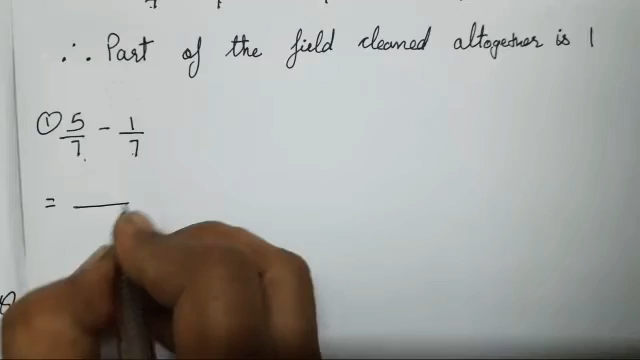 ∴ Part of the field cleaned altogether is 1
① 5/7 - 1/7
=